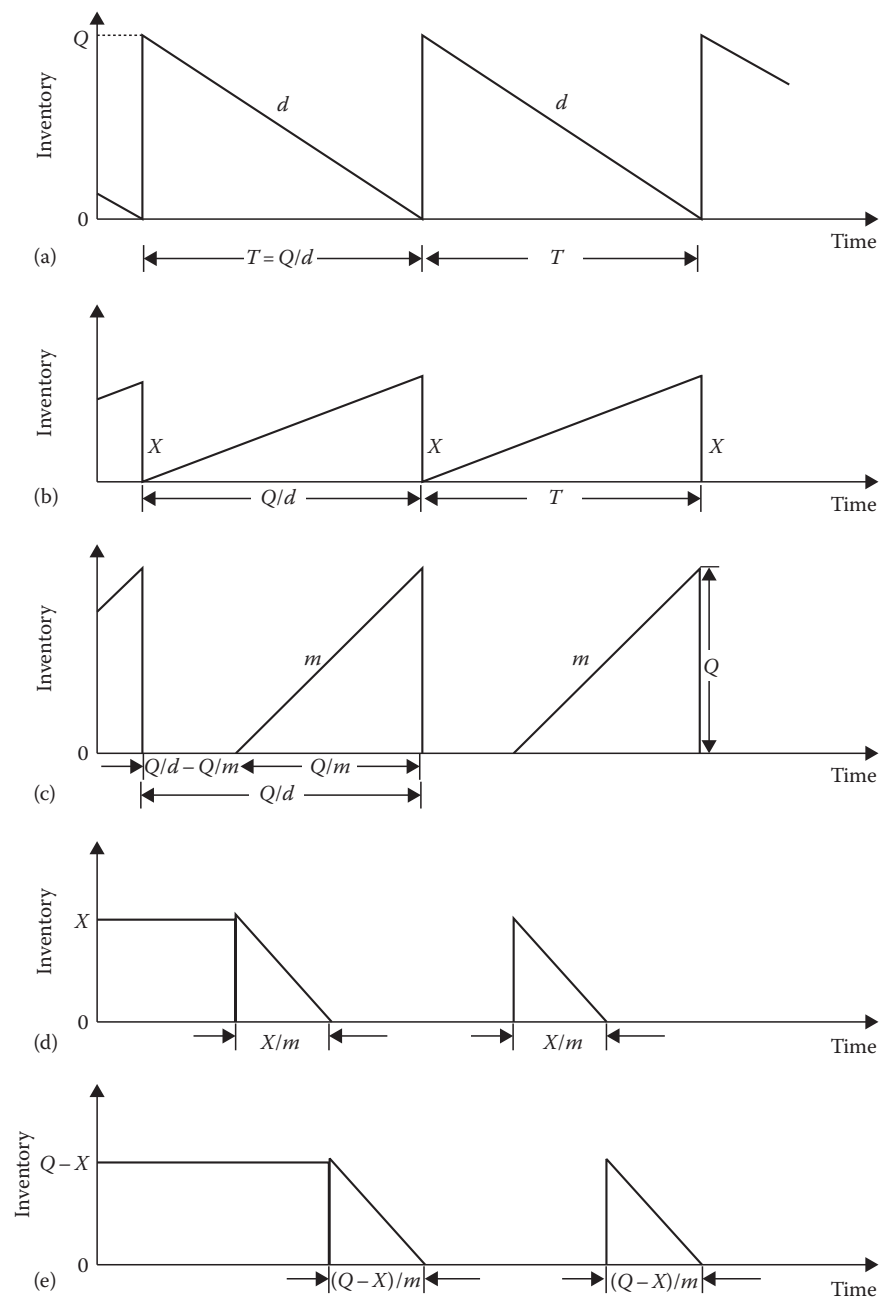 Q
Inventory
d
d
0
Time
(a)
T = Q/d
T
Inventory
X
X
X
(b)
Q/d
T
Time
Inventory
m
m
Q
0
Q/d – Q/m
Q/m
Time
(c)
Q/d
Inventory
X
0
(d)
X/m
X/m
Time
Inventory
Q – X
0
(e)
(Q – X)/m
(Q – X)/m
Time